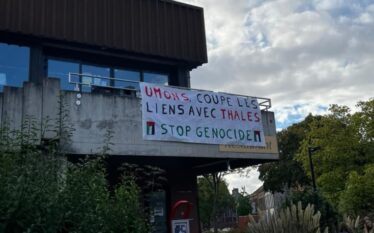 UMONS, COUPE LES
LIENS AVEC THALES
STOP GENOCIDE